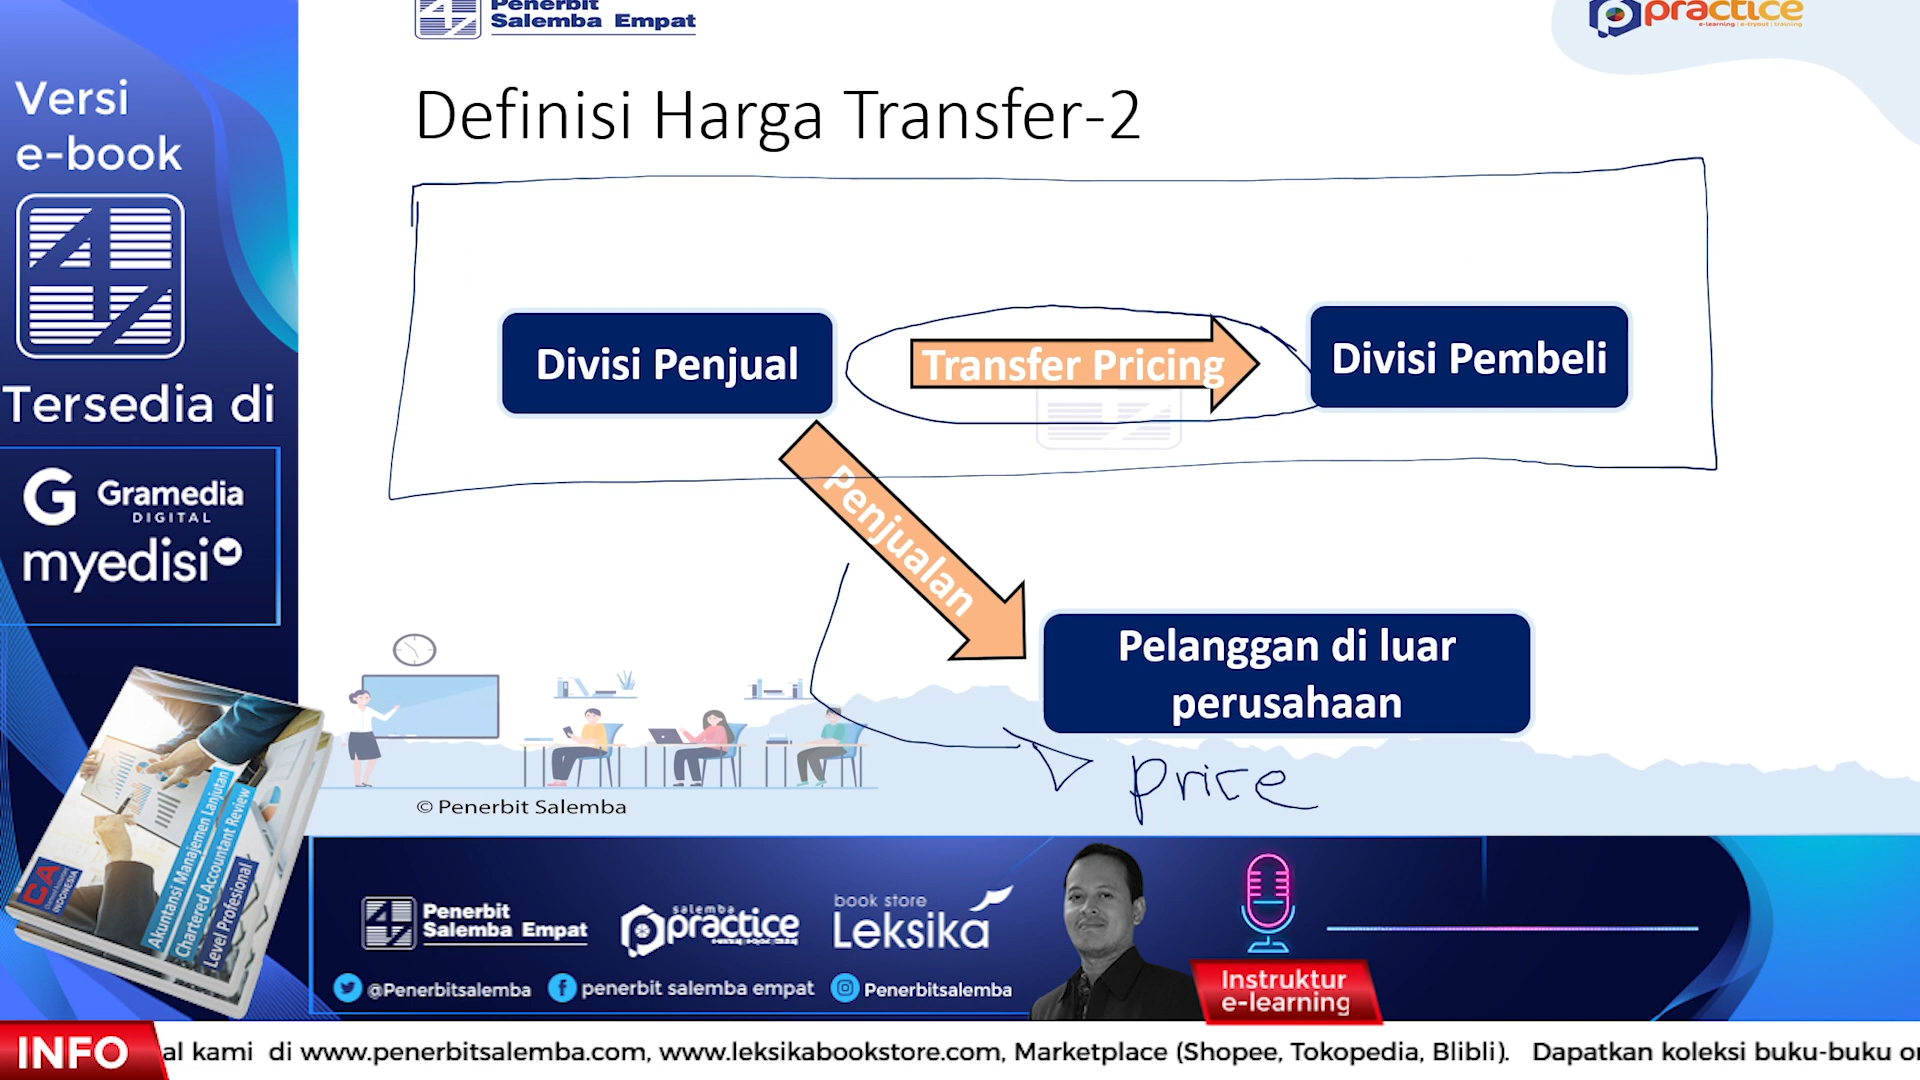 Penerbit
Salemba Empat
practice
e-learning | e-tryout | training
Versi
e-book
Tersedia di
Gramedia
DIGITAL
myedisi
Definisi Harga Transfer-2
Divisi Penjual
Transfer Pricing
Divisi Pembeli
Penjualan
Pelanggan di luar
perusahaan
price
© Penerbit Salemba
CA
INDONESIA
Akuntansi Manajemen Lanjutan
Chartered Accountant Review
Level Profesional
Penerbit
Salemba Empat
salemba
practice
book store
Leksika
@Penerbitsalemba
penerbit salemba empat
Penerbitsalemba
Instruktur
e-learning
INFO
al kami di www.penerbitsalemba.com, www.leksikabookstore.com, Marketplace (Shopee, Tokopedia, Blibli). Dapatkan koleksi buku-buku